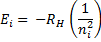 E_i = −R_H (1/n_i^2)